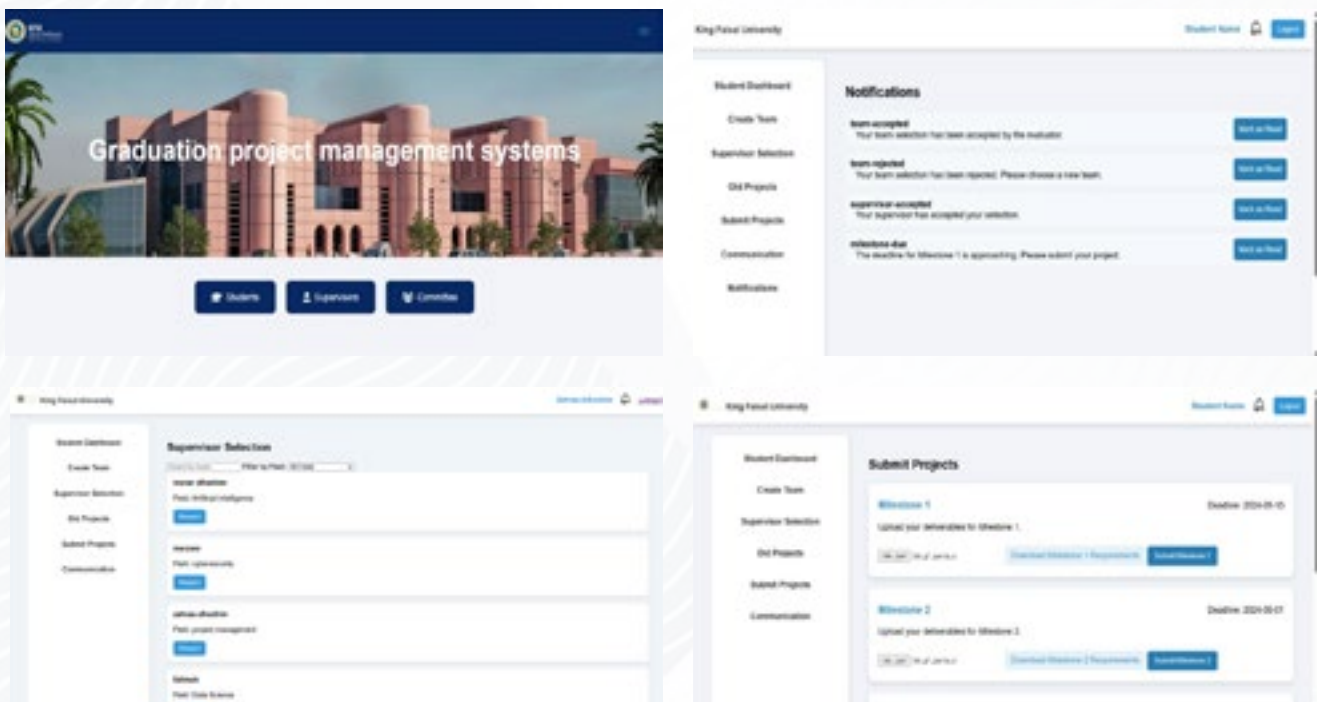 Graduation project management systems
Students
Supervisors
Committee
King Faisal University
Student Name
Logout
Student Dashboard
Create Team
Supervisor Selection
Old Projects
Submit Projects
Communication
Notifications
Notifications
team-accepted
Your team selection has been accepted by the evaluator.
Mark as Read
team-rejected
Your team selection has been rejected. Please choose a new team.
Mark as Read
supervisor-accepted
Your supervisor has accepted your selection.
Mark as Read
milestone-due
The deadline for Milestone 1 is approaching. Please submit your project.
Mark as Read
King Faisal University
Student Dashboard
Create Team
Supervisor Selection
Old Projects
Submit Projects
Communication
Supervisor Selection
Filter by Field:
Field: Artificial Intelligence
Request
Field: cybersecurity
Request
Field: project management
Request
Field: Data Science
King Faisal University
Student Name
Logout
Student Dashboard
Create Team
Supervisor Selection
Old Projects
Submit Projects
Communication
Submit Projects
Milestone 1
Deadline: 2024-05-15
Upload your deliverables for Milestone 1.
Download Milestone 1 Requirements
Submit Milestone 1
Milestone 2
Upload your deliverables for Milestone 2.
Download Milestone 2 Requirements
Submit Milestone 2